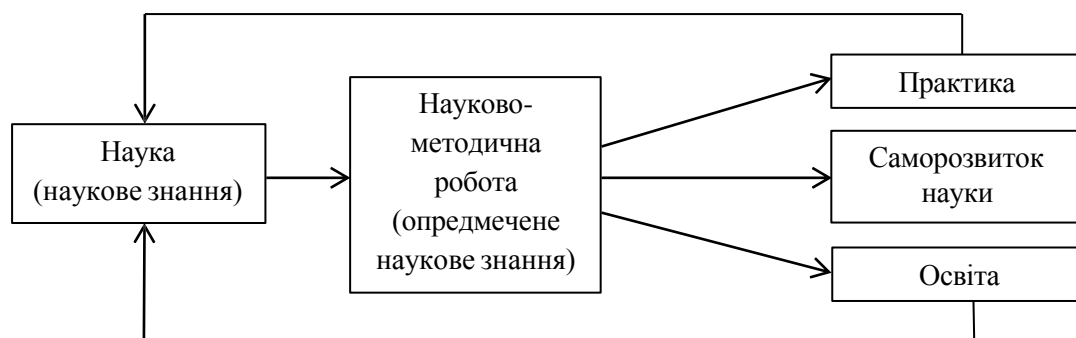 Наука
(наукове знання)
Науково-
методична
робота
(опредмечене
наукове знання)
Практика
Саморозвиток
науки
Освіта